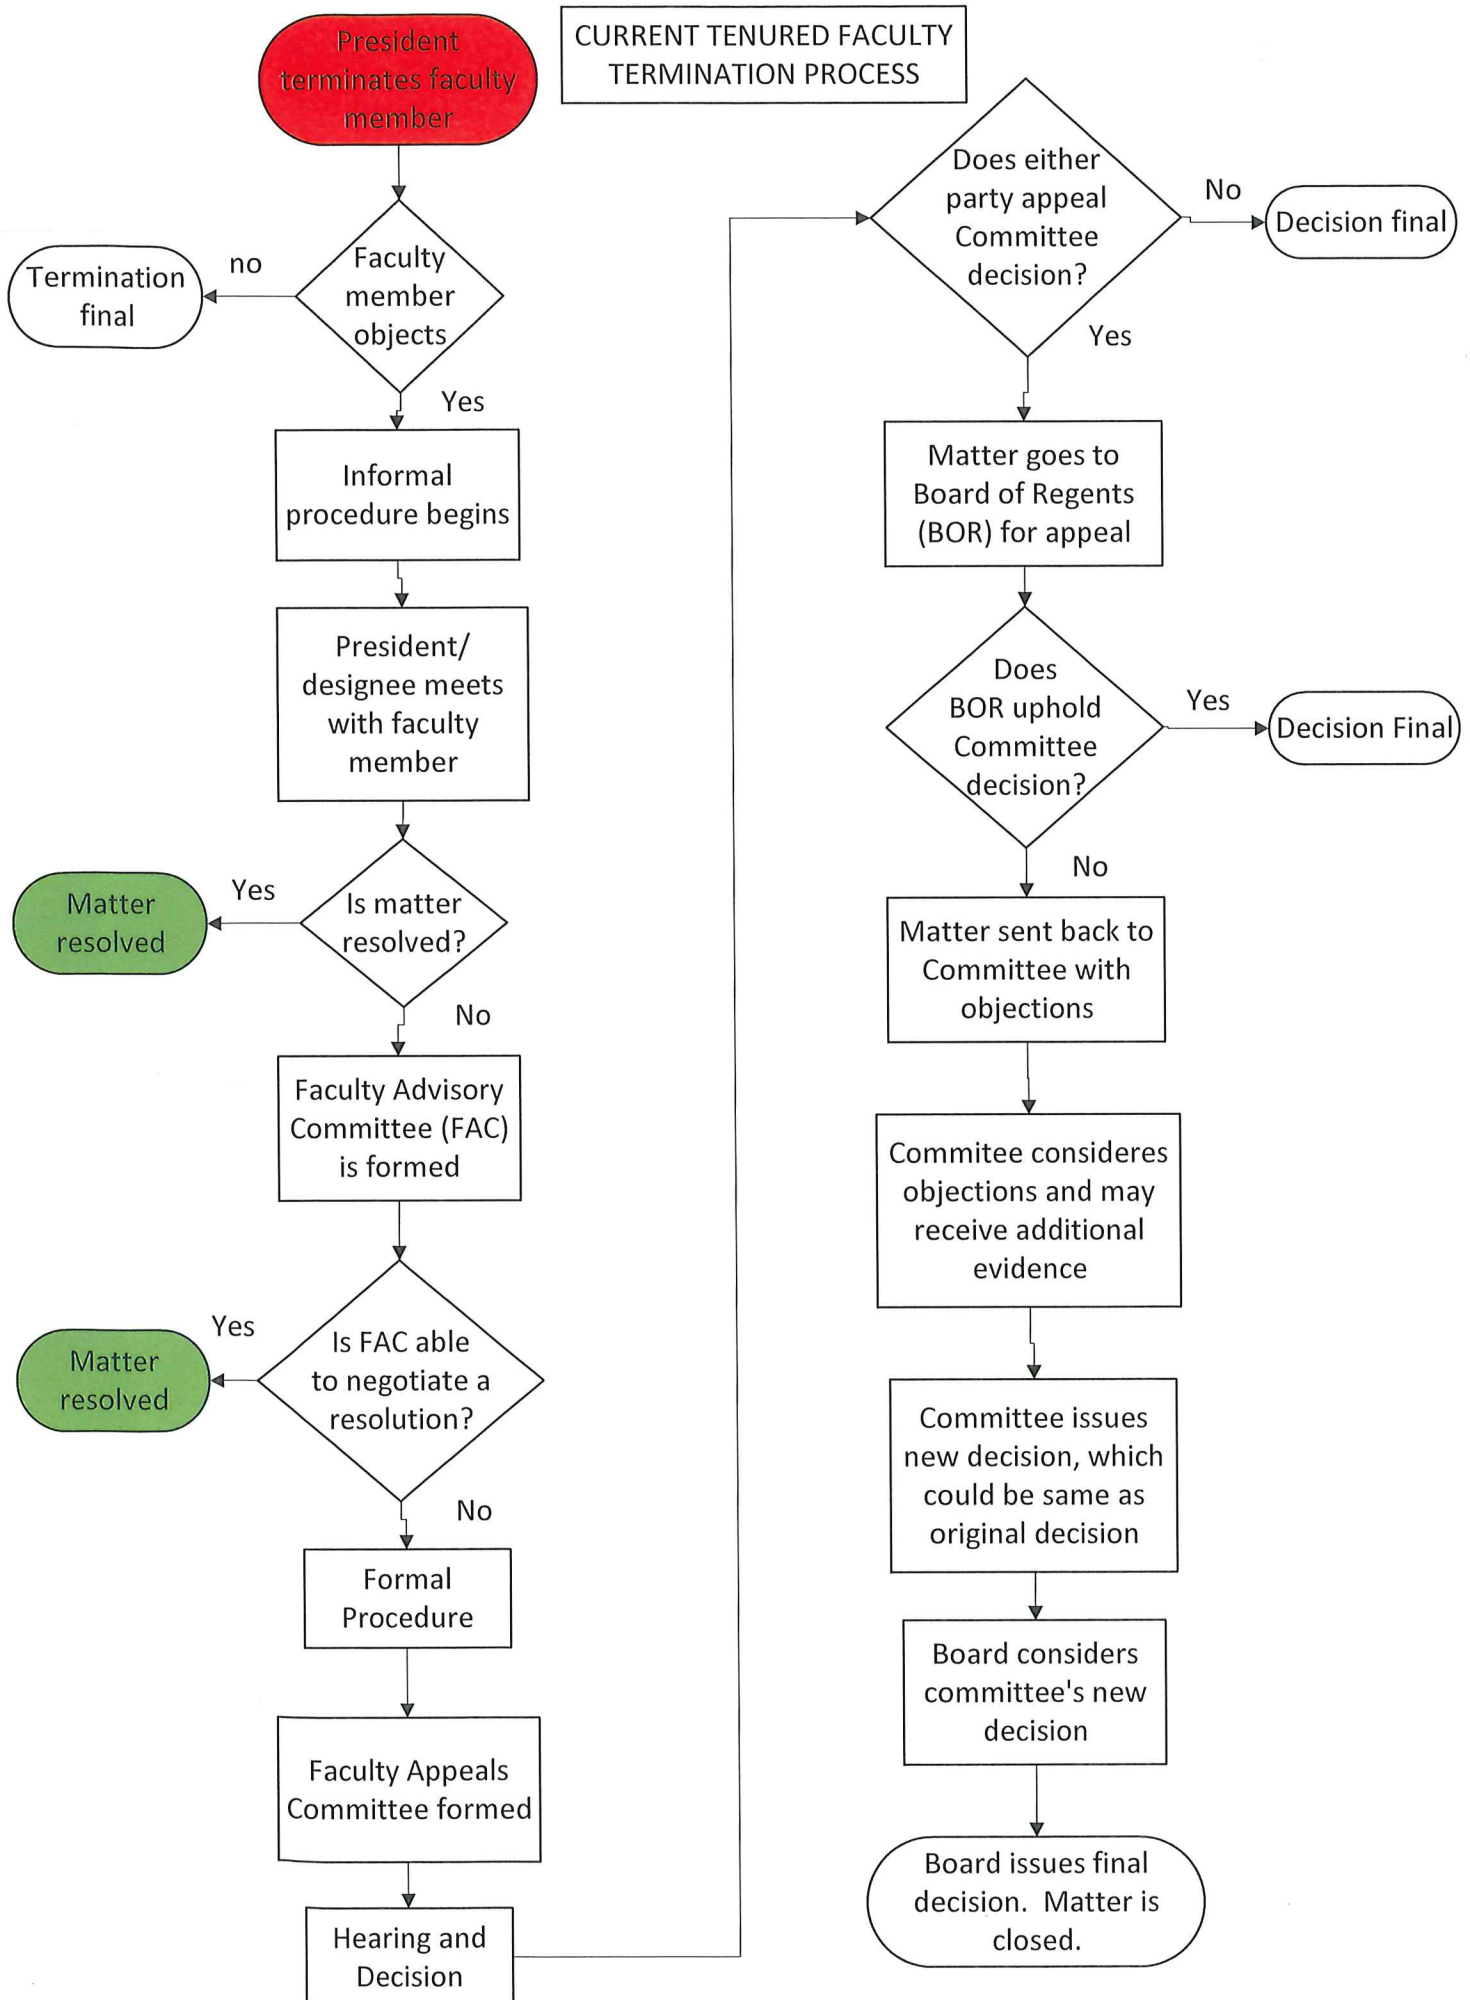 President
terminates faculty
member
CURRENT TENURED FACULTY
TERMINATION PROCESS
Faculty
member
objects
no
Termination
final
Yes
Informal
procedure begins
President/
designee meets
with faculty
member
Is matter
resolved?
Yes
Matter
resolved
No
Faculty Advisory
Committee (FAC)
is formed
Is FAC able
to negotiate a
resolution?
Yes
Matter
resolved
No
Formal
Procedure
Faculty Appeals
Committee formed
Hearing and
Decision
Does either
party appeal
Committee
decision?
No
Decision final
Yes
Matter goes to
Board of Regents
(BOR) for appeal
Does
BOR uphold
Committee
decision?
Yes
Decision Final
No
Matter sent back to
Committee with
objections
Commitee consideres
objections and may
receive additional
evidence
Committee issues
new decision, which
could be same as
original decision
Board considers
committee's new
decision
Board issues final
decision. Matter is
closed.